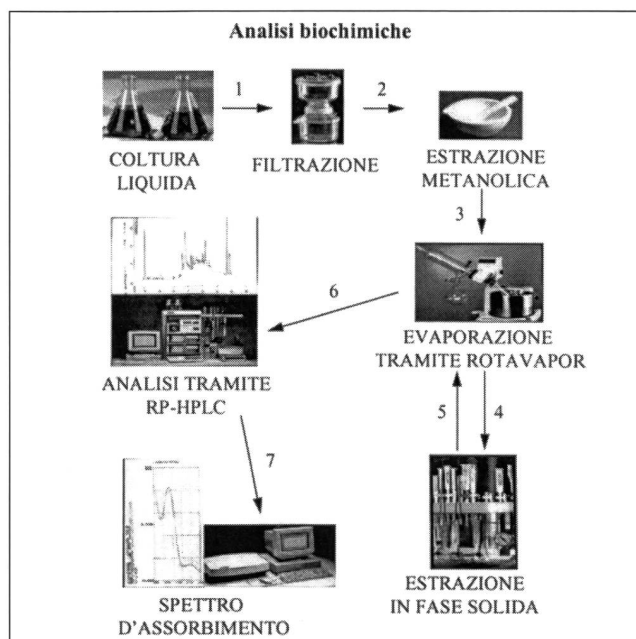 Analisi biochimiche
1
2
COLTURA
LIQUIDA
FILTRAZIONE
ESTRAZIONE
METANOLICA
3
6
EVAPORAZIONE
TRAMITE ROTAVAPOR
ANALISI TRAMITE
RP-HPLC
5
4
7
SPETTRO
D'ASSORBIMENTO
ESTRAZIONE
IN FASE SOLIDA